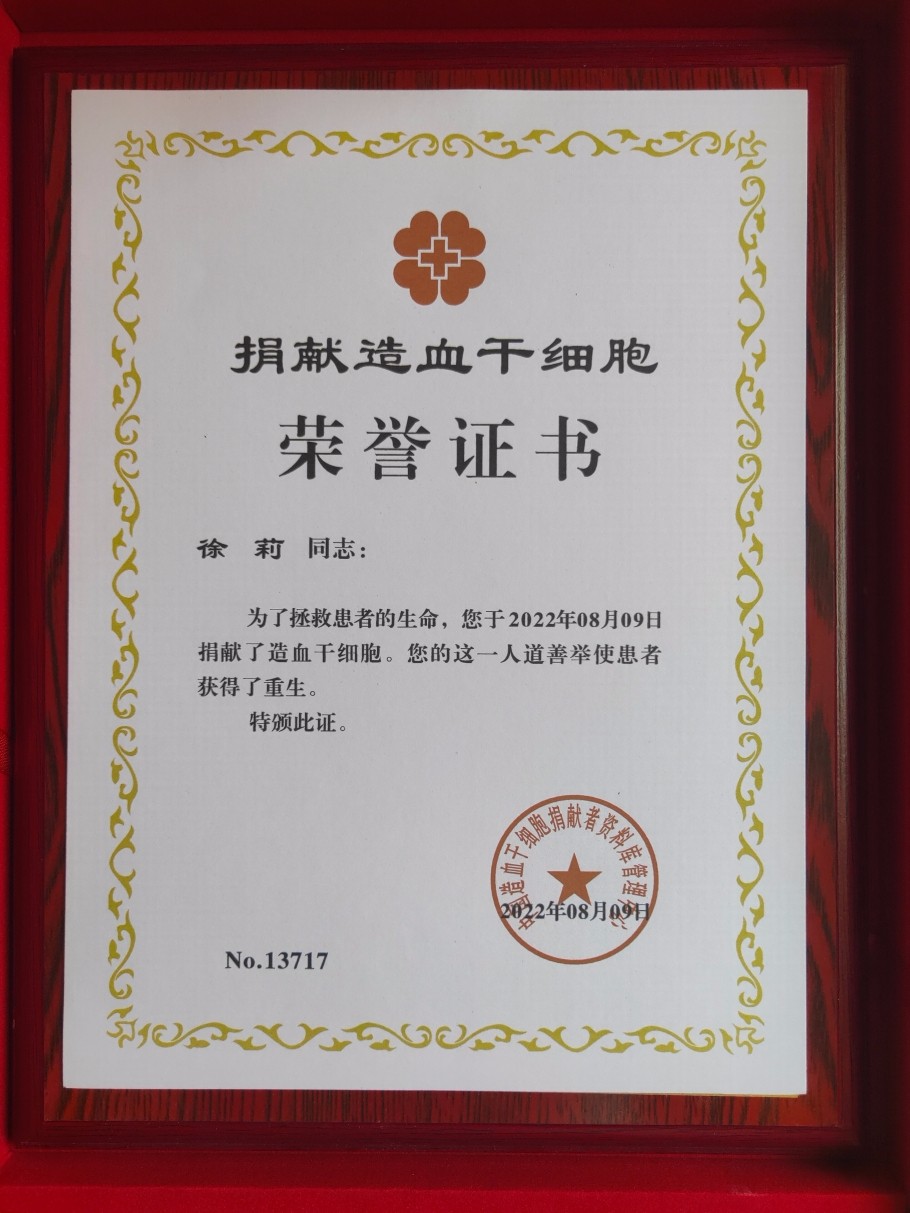 捐献造血干细胞
荣誉证书
徐 莉 同志：
为了拯救患者的生命，您于2022年08月09日
捐献了造血干细胞。您的这一人道善举使患者
获得了重生。
特颁此证。
中国造血干细胞捐献者资料库管理中心
2022年08月09日
No.13717